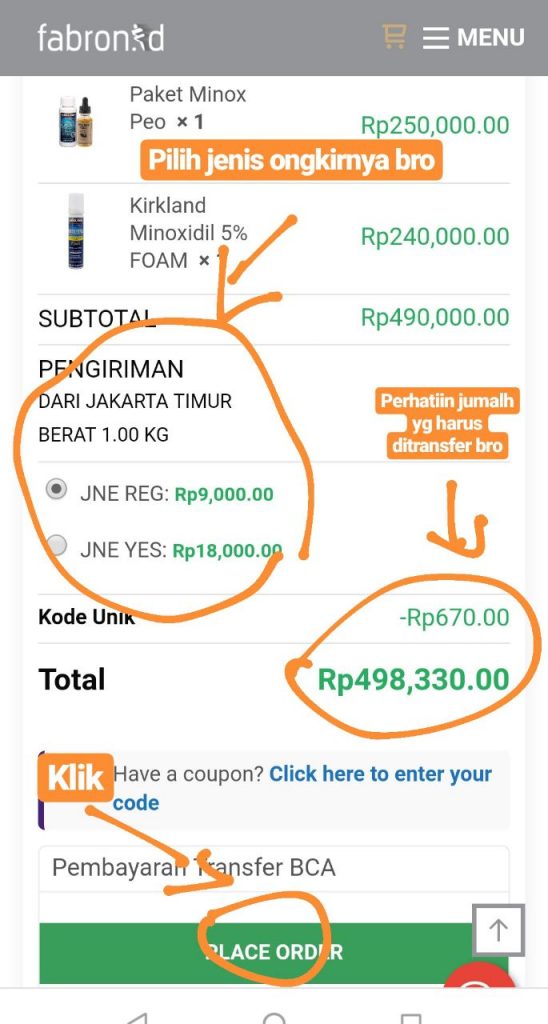 fabron.id
MENU
Paket Minox
Peo × 1
Rp250,000.00
Pilih jenis ongkirnya bro
Kirkland
Minoxidil 5%
FOAM ×
Rp240,000.00
SUBTOTAL
Rp490,000.00
PENGIRIMAN
DARI JAKARTA TIMUR
BERAT 1.00 KG
Perhatiin jumalh
yg harus
ditransfer bro
JNE REG: Rp9,000.00
JNE YES: Rp18,000.00
Kode Unik
-Rp670.00
Total
Rp498,330.00
Klik
Have a coupon? Click here to enter your
code
Pembayaran Transfer BCA
PLACE ORDER